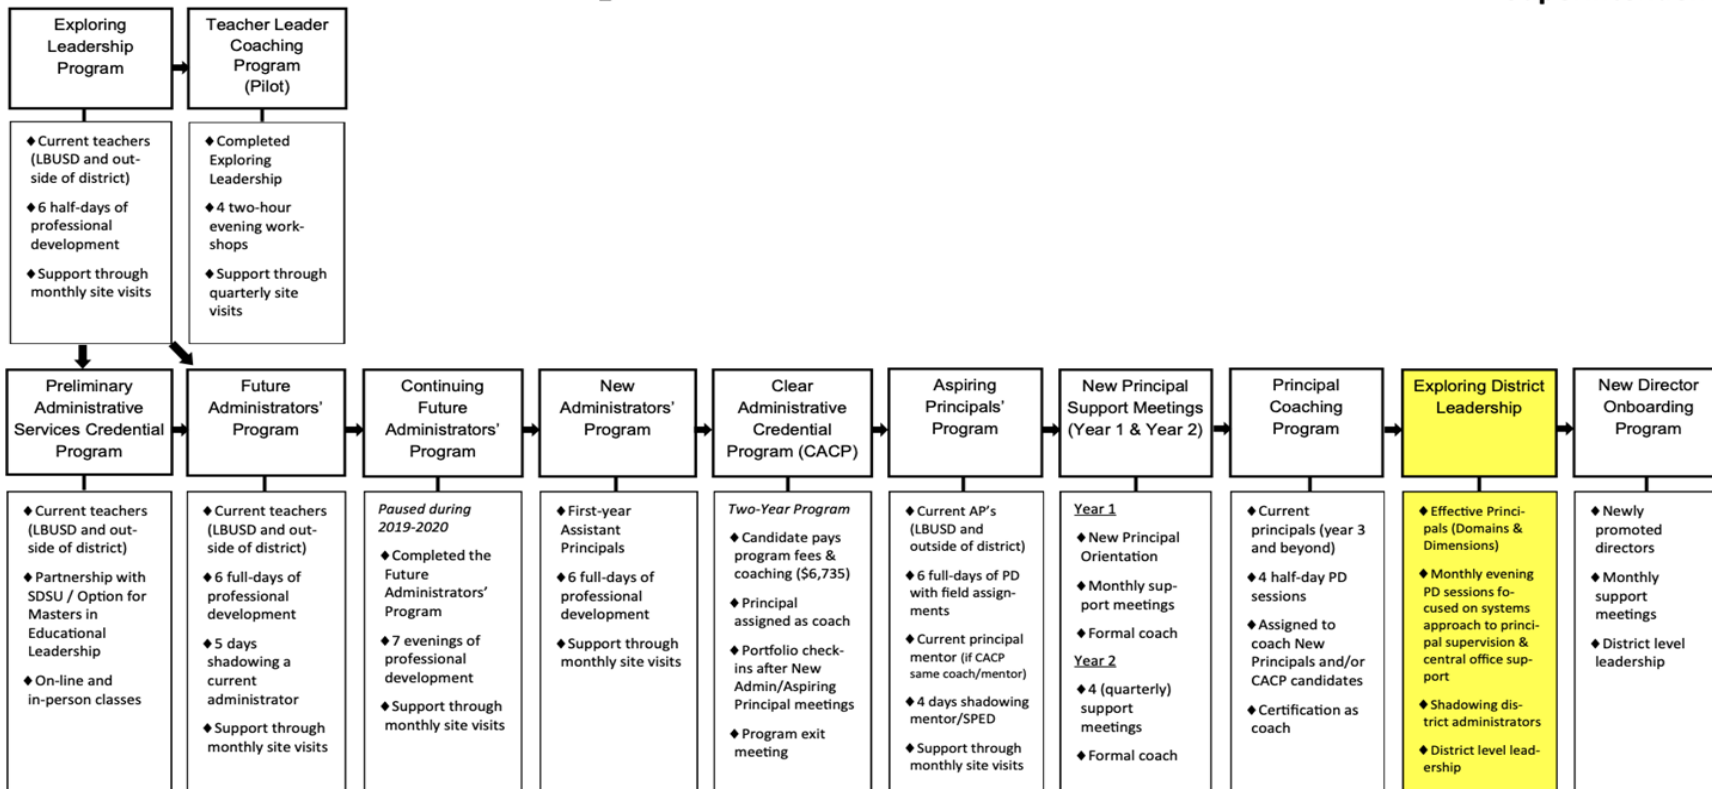 Exploring
Leadership
Program
Teacher Leader
Coaching
Program
(Pilot)
♦ Current teachers
(LBUSD and out-
side of district)
♦ 6 half-days of
professional
development
♦ Support through
monthly site visits
♦ Completed
Exploring
Leadership
♦ 4 two-hour
evening work-
shops
♦ Support through
quarterly site
visits
Preliminary
Administrative
Services Credential
Program
Future
Administrators'
Program
Continuing
Future
Administrators'
Program
New
Administrators'
Program
Clear
Administrative
Credential
Program (CACP)
Aspiring
Principals'
Program
New Principal
Support Meetings
(Year 1 & Year 2)
Principal
Coaching
Program
Exploring District
Leadership
New Director
Onboarding
Program
♦ Current teachers
(LBUSD and out-
side of district)
♦ Partnership with
SDSU / Option for
Masters in
Educational
Leadership
♦ On-line and
in-person classes
♦ Current teachers
(LBUSD and out-
side of district)
♦ 6 full-days of
professional
development
♦ 5 days
shadowing a
current
administrator
♦ Support through
monthly site visits
Paused during
2019-2020
♦ Completed the
Future
Administrators'
Program
♦ 7 evenings of
professional
development
♦ Support through
monthly site visits
♦ First-year
Assistant
Principals
♦ 6 full-days of
professional
development
♦ Support through
monthly site visits
Two-Year Program
♦ Candidate pays
program fees &
coaching ($6,735)
♦ Principal
assigned as coach
♦ Portfolio check-
ins after New
Admin/Aspiring
Principal meetings
♦ Program exit
meeting
♦ Current AP's
(LBUSD and
outside of district)
♦ 6 full-days of PD
with field assign-
ments
♦ Current principal
mentor (if CACP
same coach/mentor)
♦ 4 days shadowing
mentor/SPED
♦ Support through
monthly site visits
Year 1
♦ New Principal
Orientation
♦ Monthly sup-
port meetings
♦ Formal coach
Year 2
♦ 4 (quarterly)
support
meetings
♦ Formal coach
♦ Current
principals (year 3
and beyond)
♦ 4 half-day PD
sessions
♦ Assigned to
coach New
Principals and/or
CACP candidates
♦ Certification as
coach
♦ Effective Princi-
pals (Domains &
Dimensions)
♦ Monthly evening
PD sessions fo-
cused on systems
approach to princi-
pal supervision &
central office sup-
port
♦ Shadowing dis-
trict administrators
♦ District level lead-
ership
♦ Newly
promoted
directors
♦ Monthly
support
meetings
♦ District level
leadership